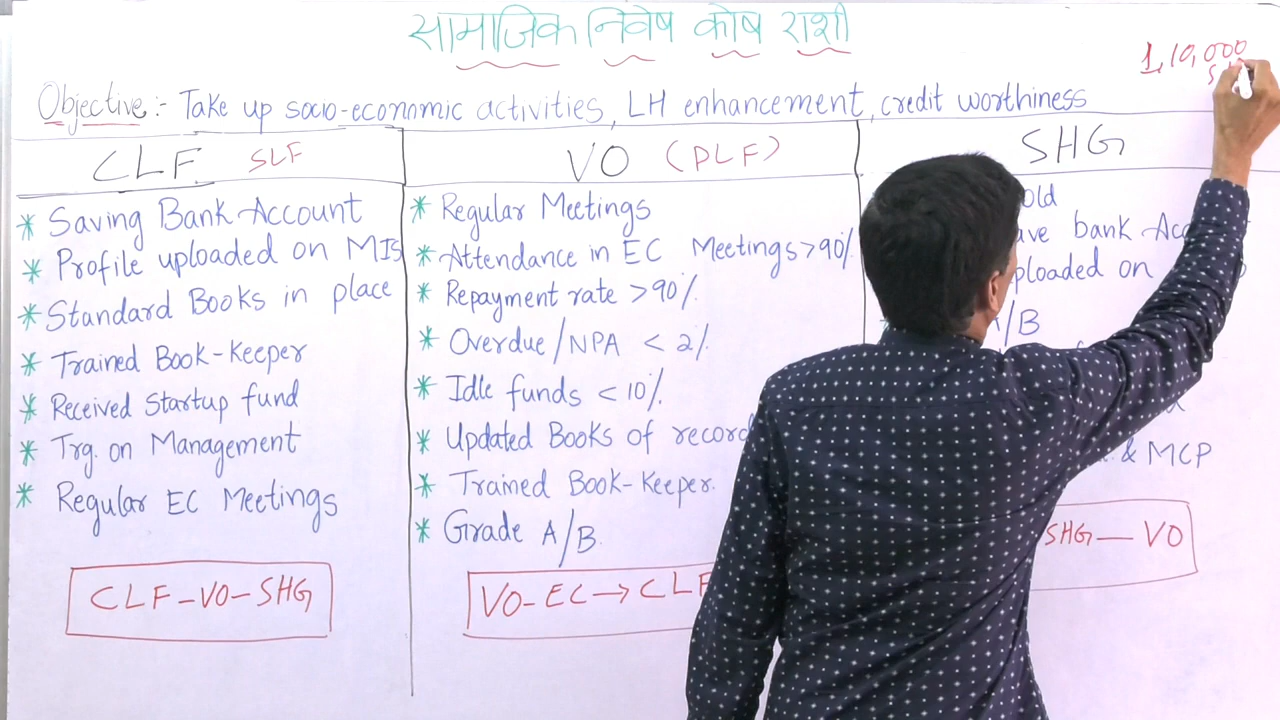 सामाजिक निवेष कोष राशी
1,10,000
Objective :- Take up socio-economic activities, LH enhancement, credit worthiness
CLF SLF
* Saving Bank Account
* Profile uploaded on MIS
* Standard Books in place
* Trained Book-Keeper
* Received Startup fund
* Trg. on Management
* Regular EC Meetings
CLF-VO-SHG
VO (PLF)
* Regular Meetings
* Attendance in EC Meetings >90%
* Repayment rate >90%
* Overdue/NPA < 2%
* Idle funds < 10%
* Updated Books of record
* Trained Book-Keeper.
* Grade A/B
VO-EC→CLF
SHG
old
ave bank Acc
ploaded on
A/B
& MCP
SHG — VO